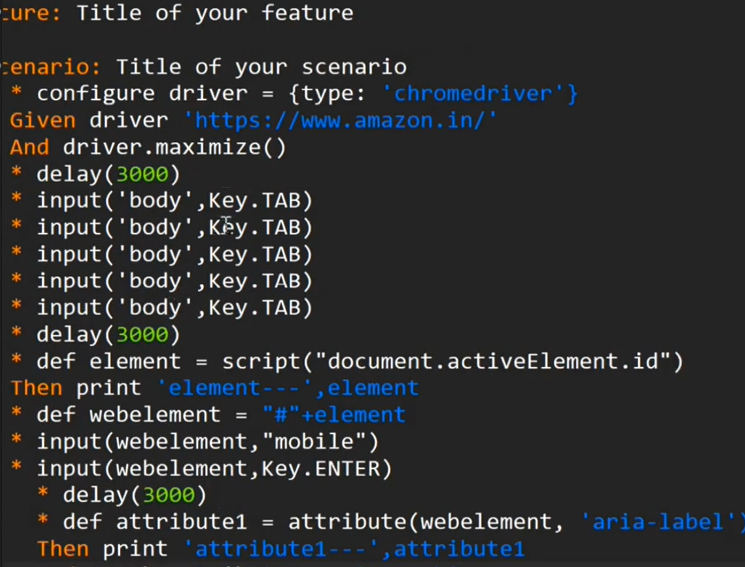 ture: Title of your feature
cenario: Title of your scenario
* configure driver = {type: 'chromedriver'}
Given driver 'https://www.amazon.in/'
And driver.maximize()
* delay(3000)
* input('body',Key.TAB)
* input('body',Key.TAB)
* input('body',Key.TAB)
* input('body',Key.TAB)
* input('body',Key.TAB)
* delay(3000)
* def element = script("document.activeElement.id")
Then print 'element---',element
* def webelement = "#"+element
* input(webelement,"mobile")
* input(webelement,Key.ENTER)
* delay(3000)
* def attribute1 = attribute(webelement, 'aria-label')
Then print 'attribute1---',attribute1